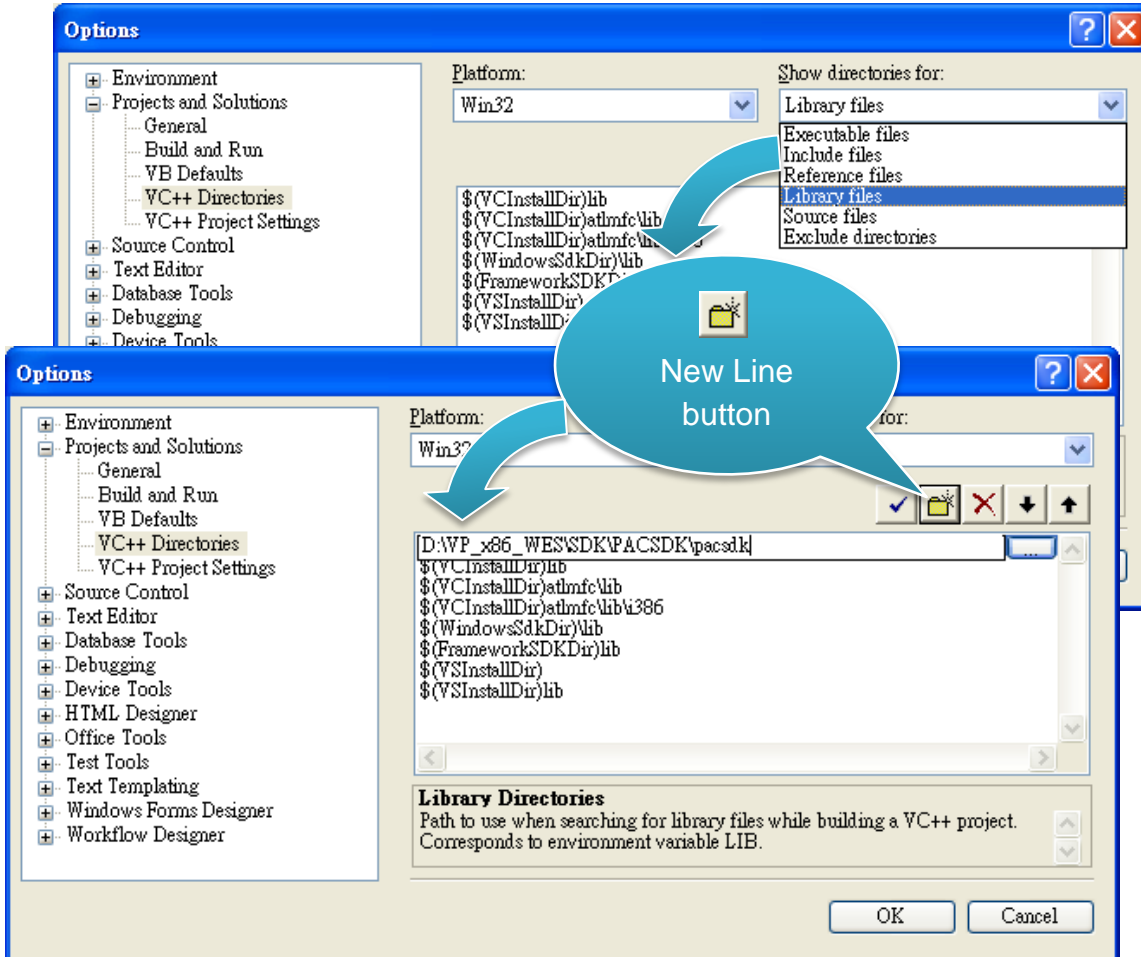 Options
Environment
Projects and Solutions
General
Build and Run
VB Defaults
VC++ Directories
VC++ Project Settings
Source Control
Text Editor
Database Tools
Debugging
Device Tools
Platform:
Win32
Show directories for:
Library files
Executable files
Include files
Reference files
Library files
Source files
Exclude directories
$(VCInstallDir)lib
$(VCInstallDir)atlmfc\lib
$(VCInstallDir)atlmfc\
$(WindowsSdkDir)\lib
$(FrameworkSDKDi
$(VSInstallDir)
$(VSInstallDi
New Line
button
Options
Environment
Projects and Solutions
General
Build and Run
VB Defaults
VC++ Directories
VC++ Project Settings
Source Control
Text Editor
Database Tools
Debugging
Device Tools
HTML Designer
Office Tools
Test Tools
Text Templating
Windows Forms Designer
Workflow Designer
Platform:
Win32
for:
D:\VP_x86_WES\SDK\PACSDK\pacsdk
...
$(VCInstallDir)lib
$(VCInstallDir)atlmfc\lib
$(VCInstallDir)atlmfc\lib\i386
$(WindowsSdkDir)\lib
$(FrameworkSDKDir)lib
$(VSInstallDir)
$(VSInstallDir)lib
Library Directories
Path to use when searching for library files while building a VC++ project.
Corresponds to environment variable LIB.
OK
Cancel